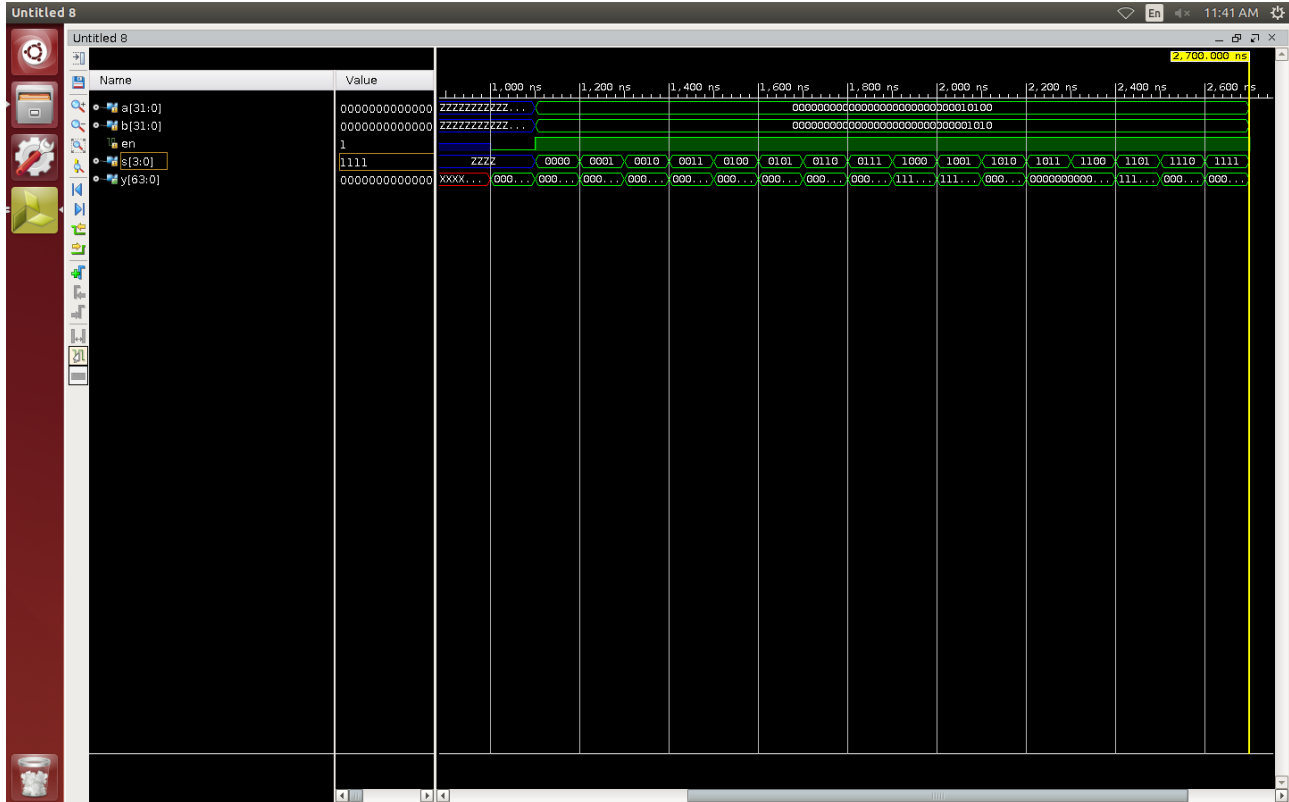 Untitled 8
En 11:41 AM
Untitled 8
2,700.000 ns
Name Value
1,000 ns 1,200 ns 1,400 ns 1,600 ns 1,800 ns 2,000 ns 2,200 ns 2,400 ns 2,600 ns
a[31:0] 0000000000000 ZZZZZZZZZZZZ... 00000000000000000000000000010100
b[31:0] 0000000000000 ZZZZZZZZZZZZ... 00000000000000000000000000001010
en 1
s[3:0] 1111 ZZZZ 0000 0001 0010 0011 0100 0101 0110 0111 1000 1001 1010 1011 1100 1101 1110 1111
y[63:0] 0000000000000 XXXX... 000... 000... 000... 000... 000... 000... 000... 000... 000... 111... 111... 000... 0000000000... 111... 000... 000...